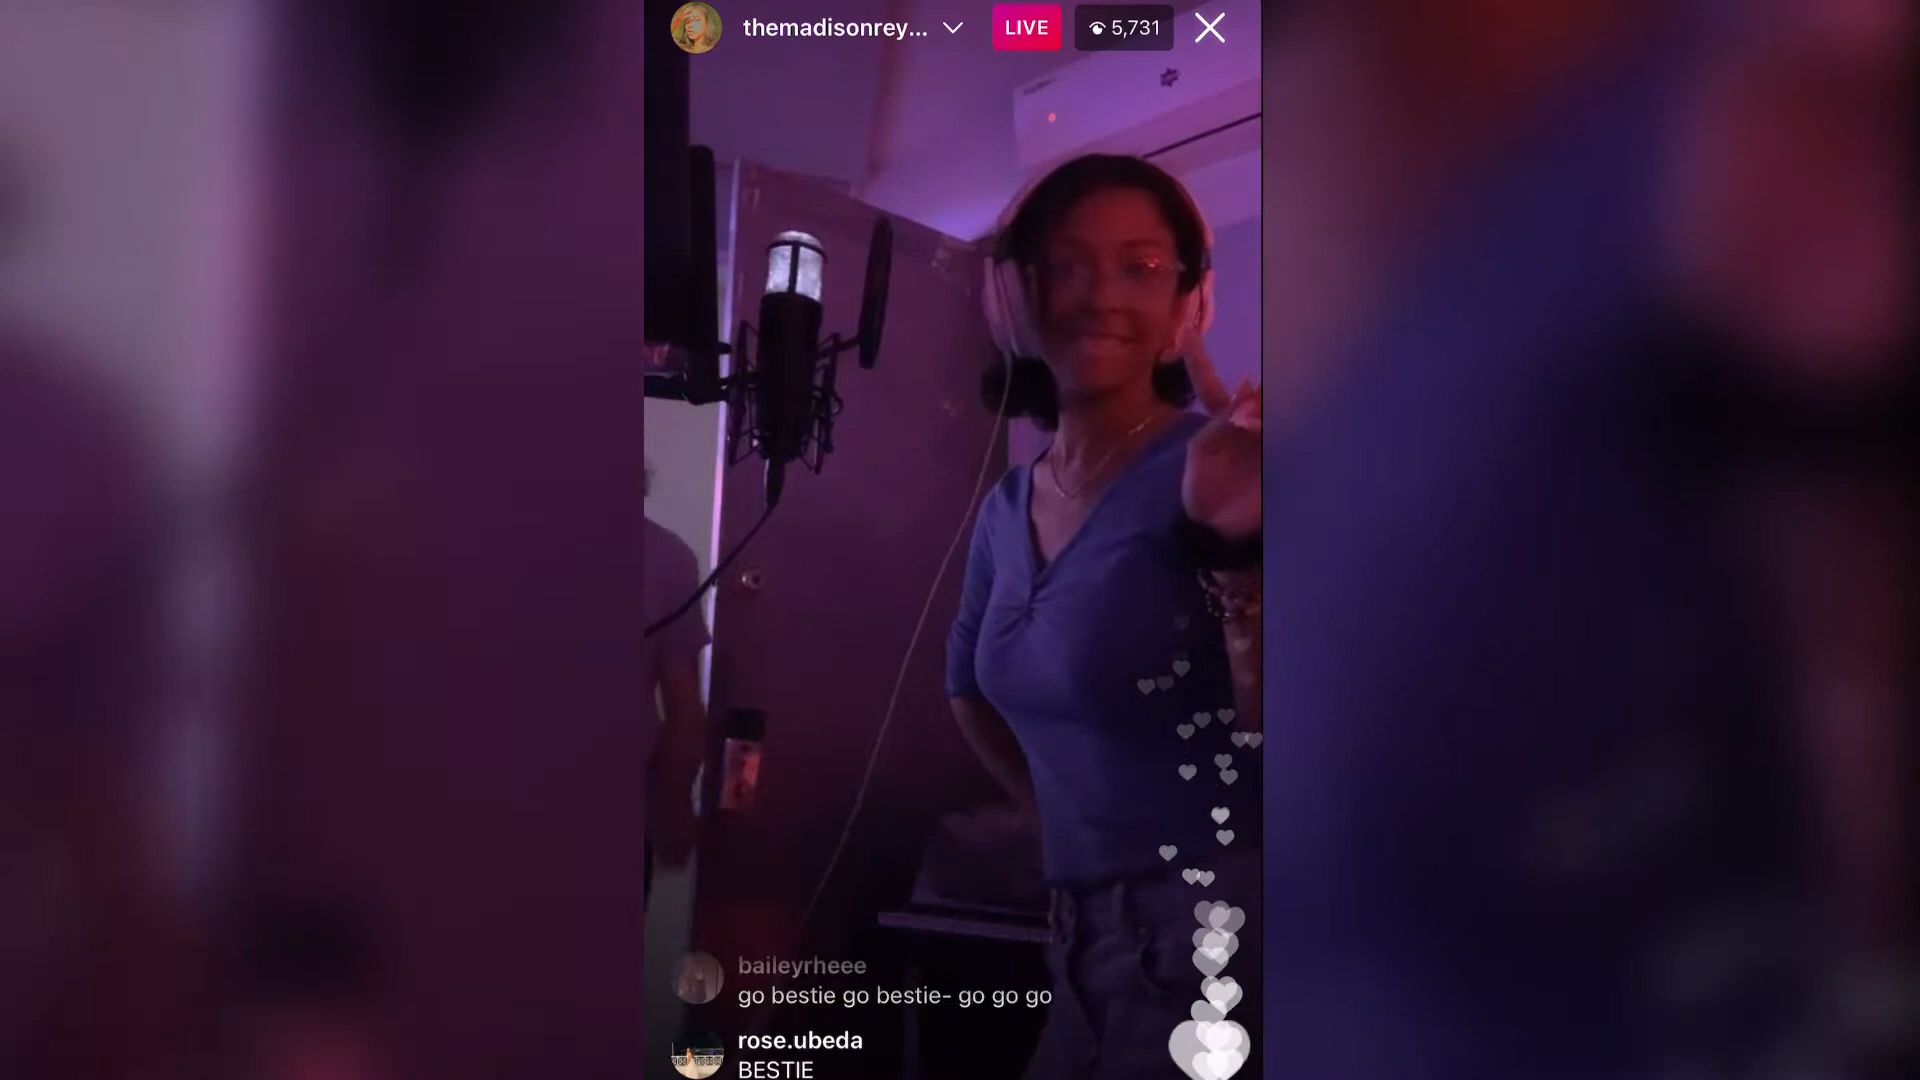 themadisonrey...
LIVE
5,731
baileyrheee
go bestie go bestie- go go go
rose.ubeda
BESTIE